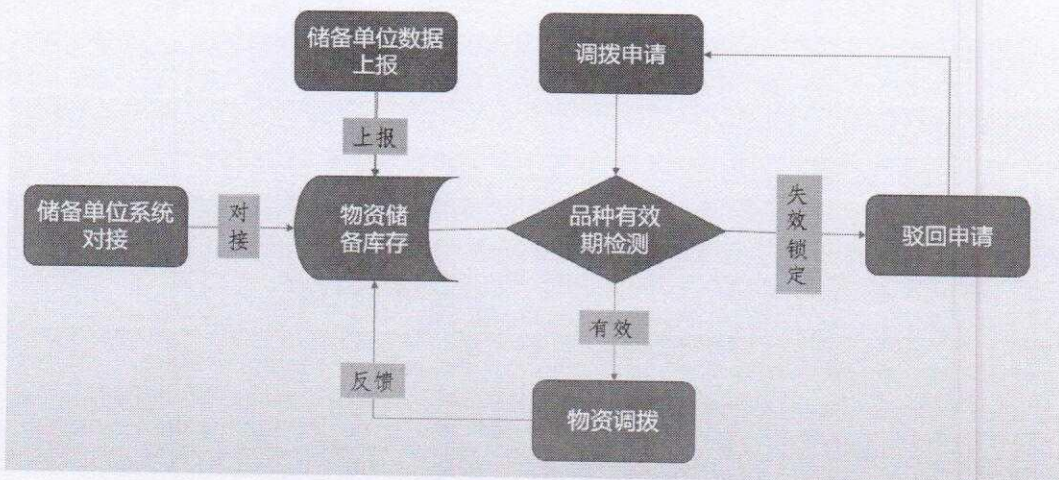 储备单位数据
上报
调拨申请
上报
储备单位系统
对接
对
接
物资储
备库存
品种有效
期检测
失
效
锁
定
驳回申请
有效
反馈
物资调拨